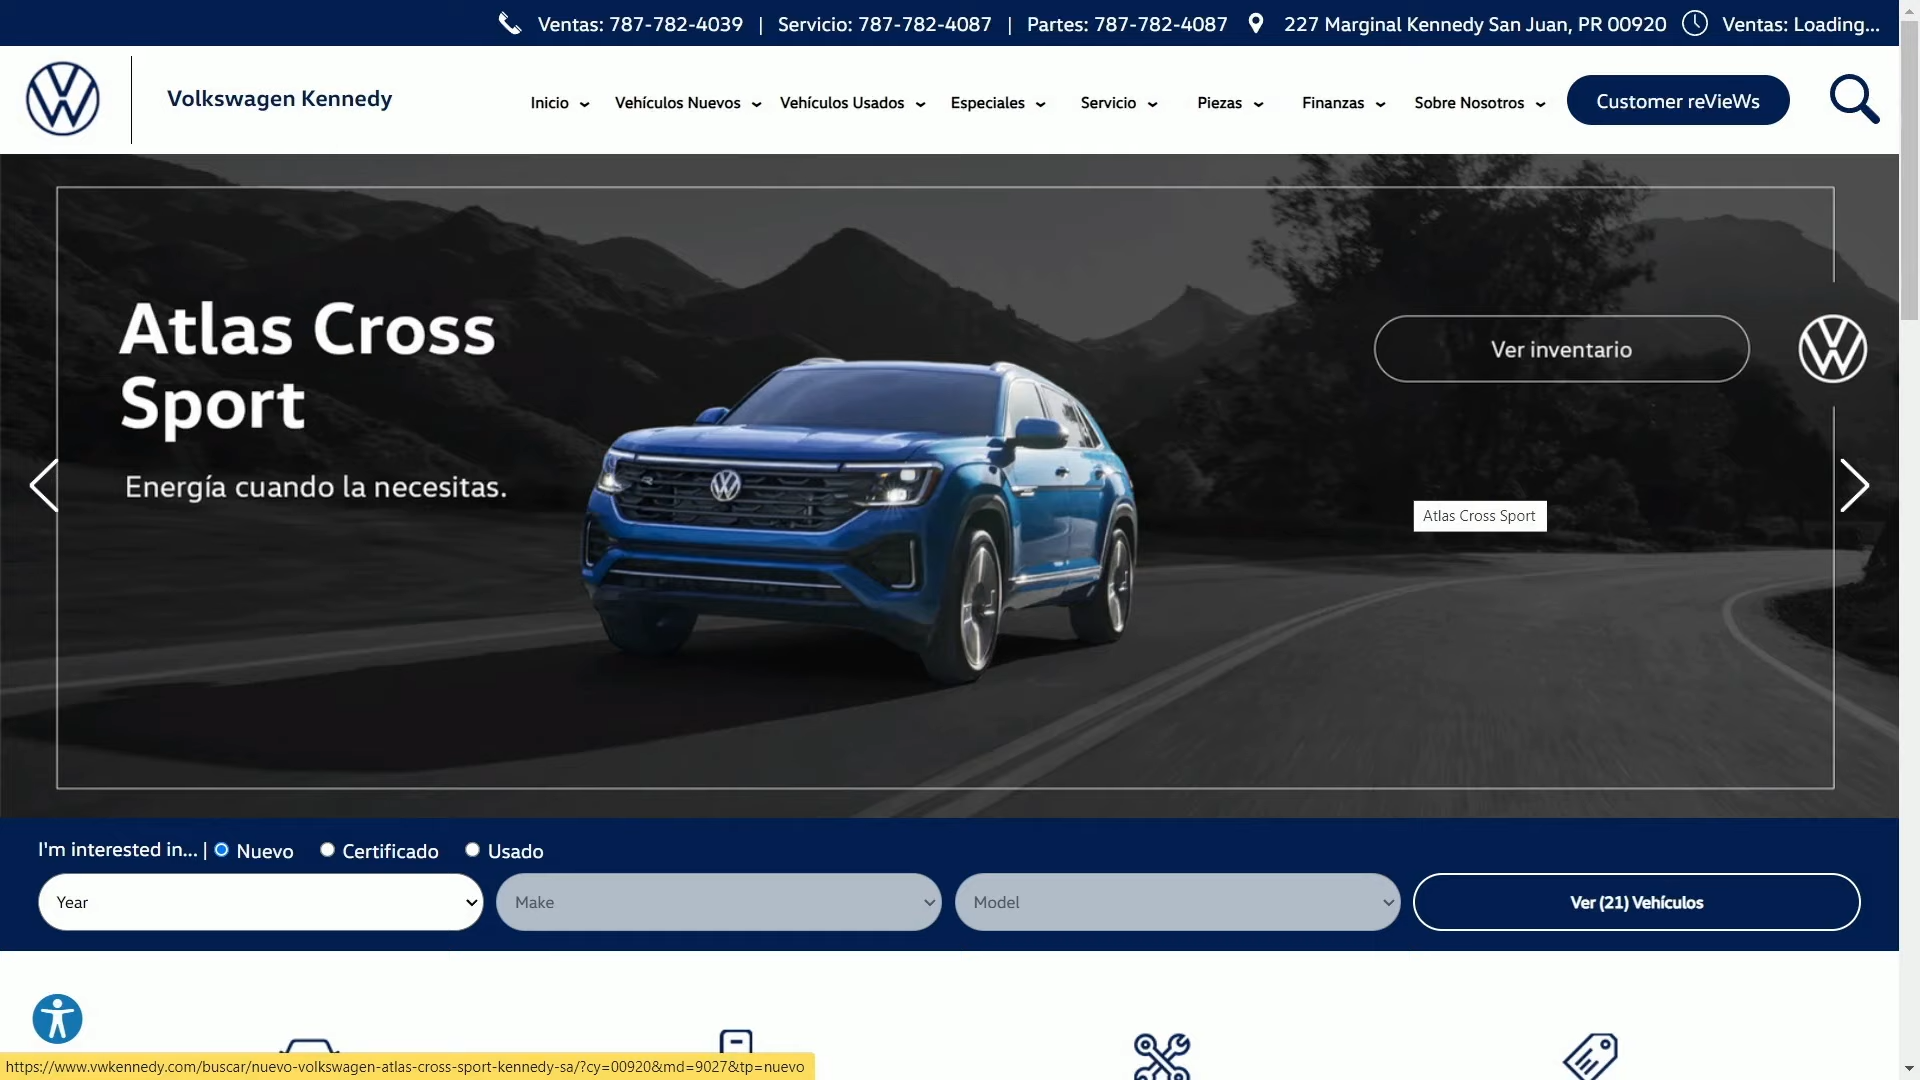 Ventas: 787-782-4039 | Servicio: 787-782-4087 | Partes: 787-782-4087 227 Marginal Kennedy San Juan, PR 00920 Ventas: Loading...
Volkswagen Kennedy
Inicio Vehículos Nuevos Vehículos Usados Especiales Servicio Piezas Finanzas Sobre Nosotros Customer reVieWs
Atlas Cross
Sport
Energía cuando la necesitas.
Ver inventario
Atlas Cross Sport
I'm interested in... | Nuevo Certificado Usado
Year Make Model Ver (21) Vehículos
https://www.vwkennedy.com/buscar/nuevo-volkswagen-atlas-cross-sport-kennedy-sa/?cy=00920&md=9027&tp=nuevo